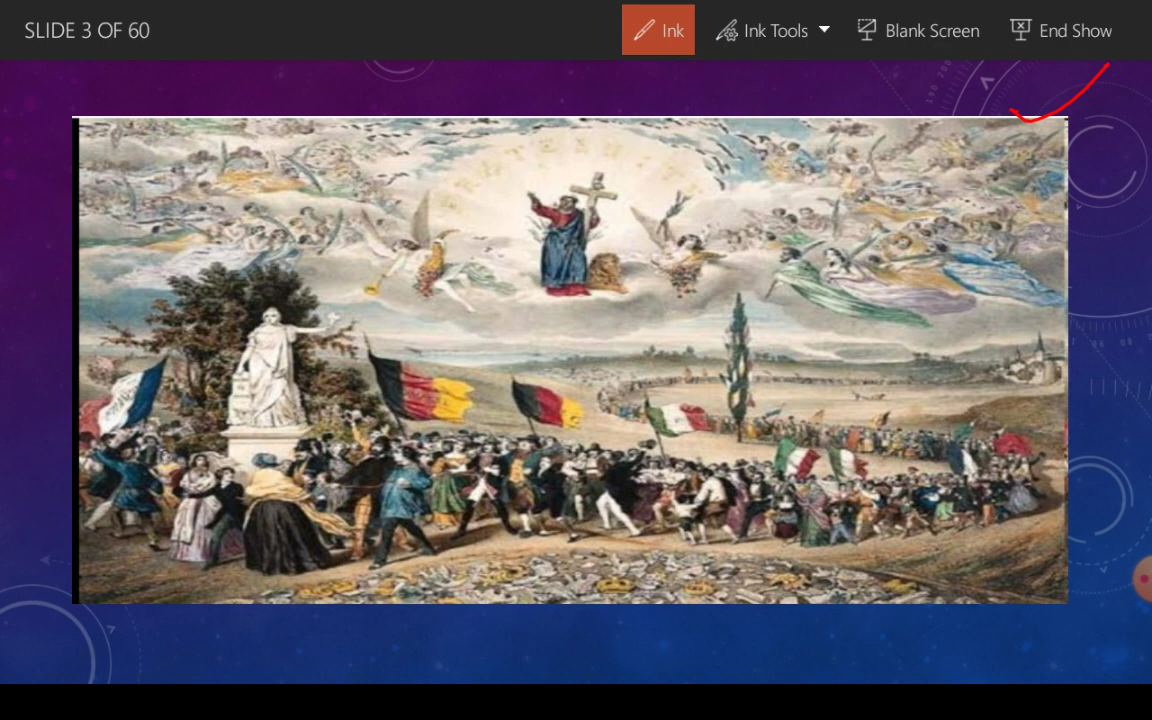 SLIDE 3 OF 60
Ink
Ink Tools
Blank Screen
End Show